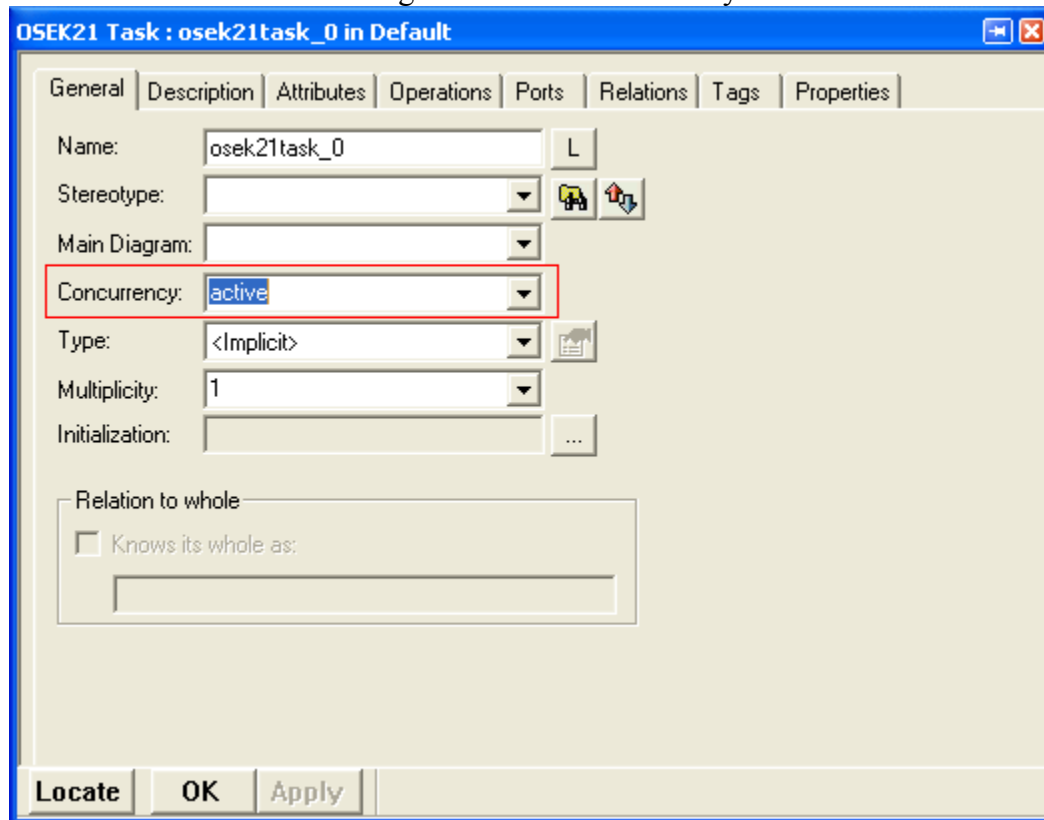 OSEK21 Task : osek21task_0 in Default
General Description Attributes Operations Ports Relations Tags Properties
Name: osek21task_0 L
Stereotype:
Main Diagram:
Concurrency: active
Type: <Implicit>
Multiplicity: 1
Initialization: ...
Relation to whole
Knows its whole as:
Locate OK Apply